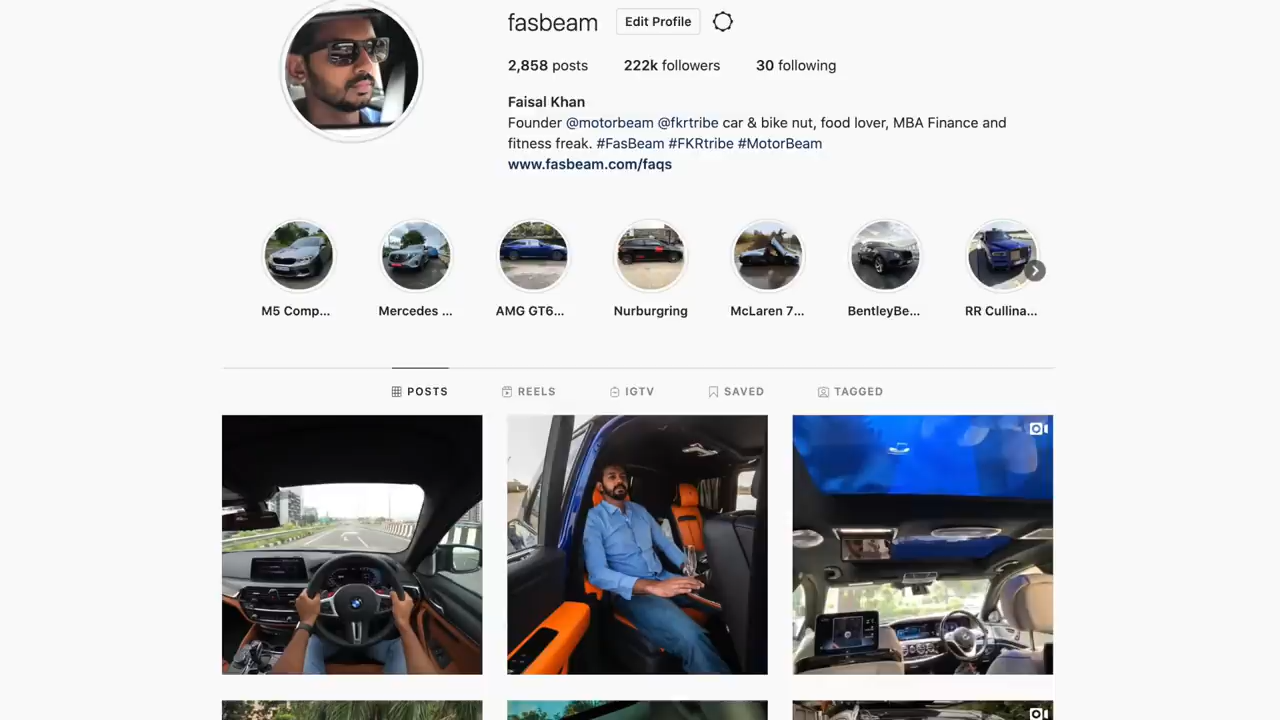 fasbeam Edit Profile
2,858 posts 222k followers 30 following
Faisal Khan
Founder @motorbeam @fkrtribe car & bike nut, food lover, MBA Finance and
fitness freak. #FasBeam #FKRtribe #MotorBeam
www.fasbeam.com/faqs
M5 Comp... Mercedes ... AMG GT6... Nurburgring McLaren 7... BentleyBe... RR Cullina...
POSTS REELS IGTV SAVED TAGGED